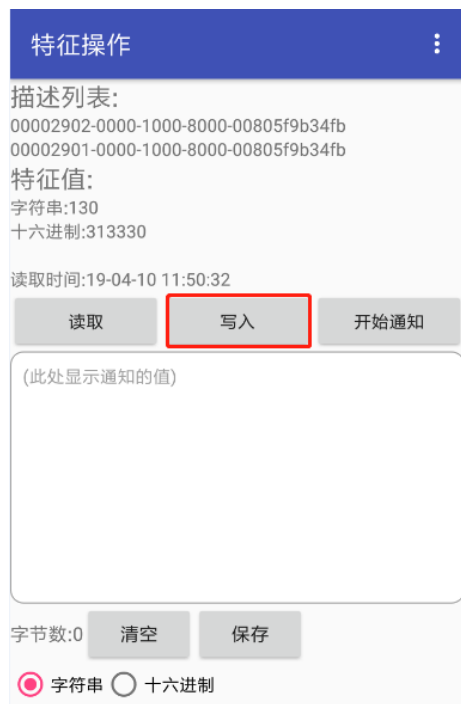 特征操作
描述列表:
00002902-0000-1000-8000-00805f9b34fb
00002901-0000-1000-8000-00805f9b34fb
特征值:
字符串:130
十六进制:313330
读取时间:19-04-10 11:50:32
读取 写入 开始通知
(此处显示通知的值)
字节数:0 清空 保存
字符串 十六进制